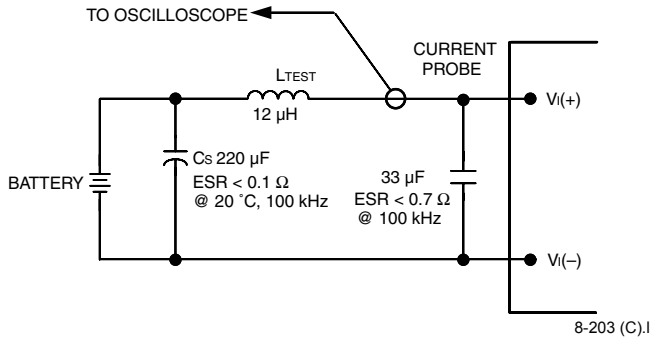 TO OSCILLOSCOPE
CURRENT
PROBE
LTEST
12 μH
VI(+)
BATTERY
CS 220 μF
ESR < 0.1 Ω
@ 20 ˚C, 100 kHz
33 μF
ESR < 0.7 Ω
@ 100 kHz
VI(–)
8-203 (C).l